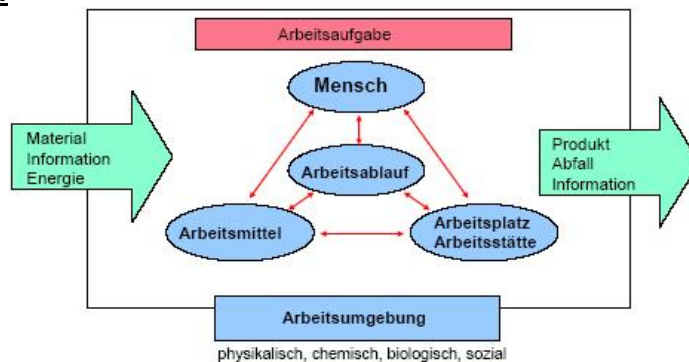 Arbeitsaufgabe
Mensch
Material
Information
Energie
Arbeitsablauf
Produkt
Abfall
Information
Arbeitsmittel
Arbeitsplatz
Arbeitsstätte
Arbeitsumgebung
physikalisch, chemisch, biologisch, sozial